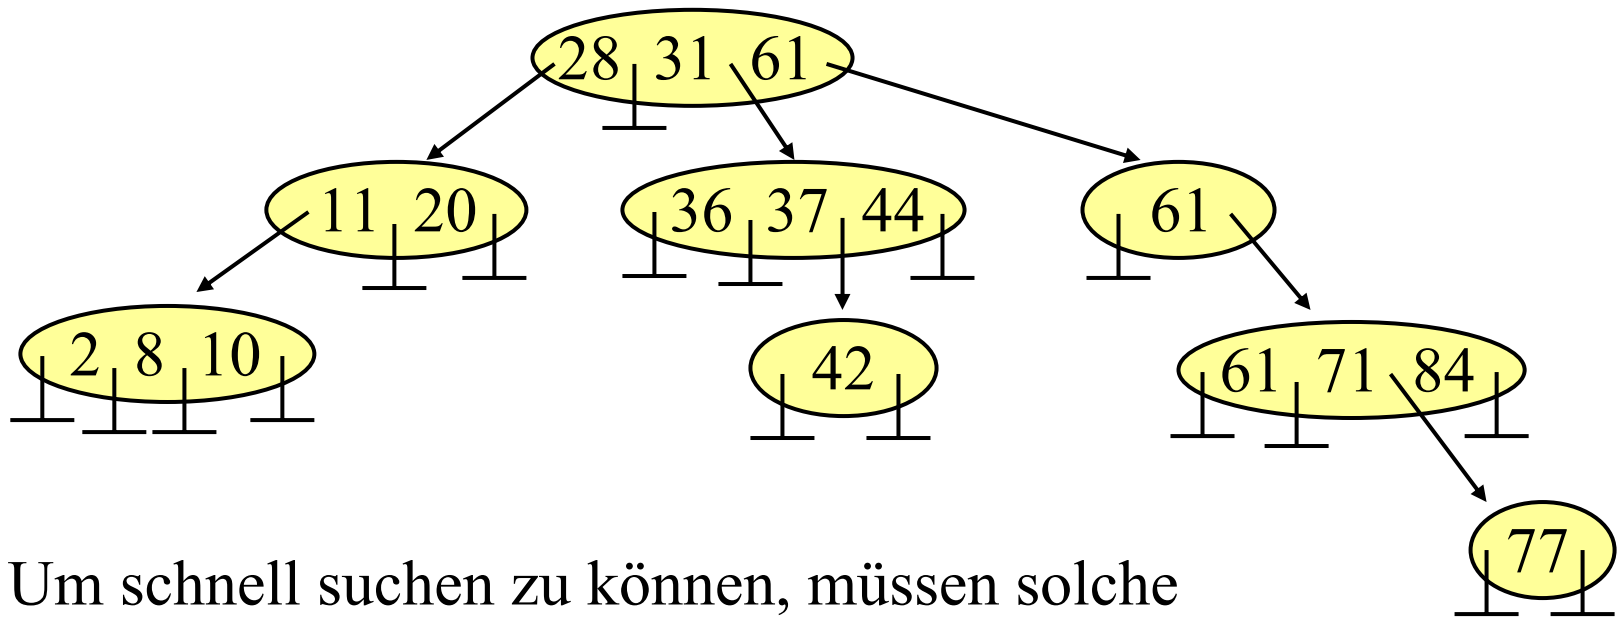 28 31 61
11 20
36 37 44
61
2 8 10
42
61 71 84
77
Um schnell suchen zu können, müssen solche